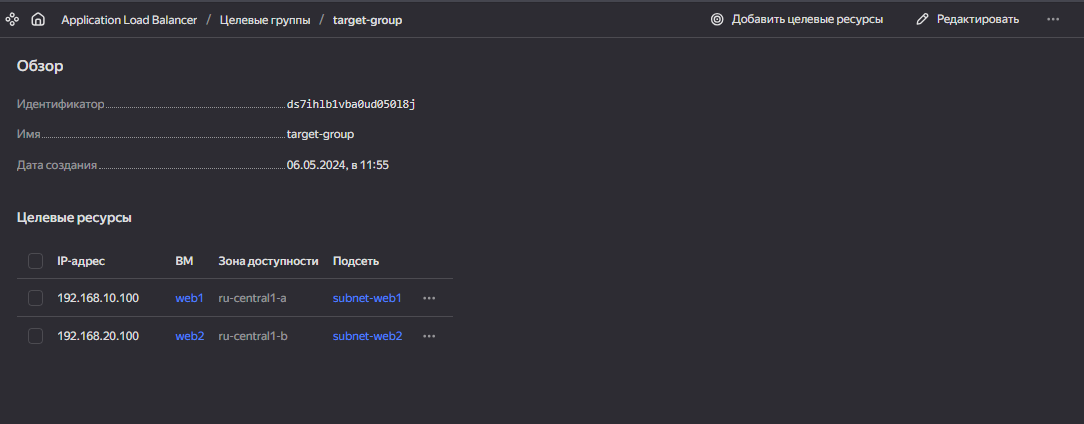 Application Load Balancer / Целевые группы / target-group Добавить целевые ресурсы Редактировать
Обзор
Идентификатор ds7ihlb1vba0ud05018j
Имя target-group
Дата создания 06.05.2024, в 11:55
Целевые ресурсы
IP-адрес ВМ Зона доступности Подсеть
192.168.10.100 web1 ru-central1-a subnet-web1
192.168.20.100 web2 ru-central1-b subnet-web2